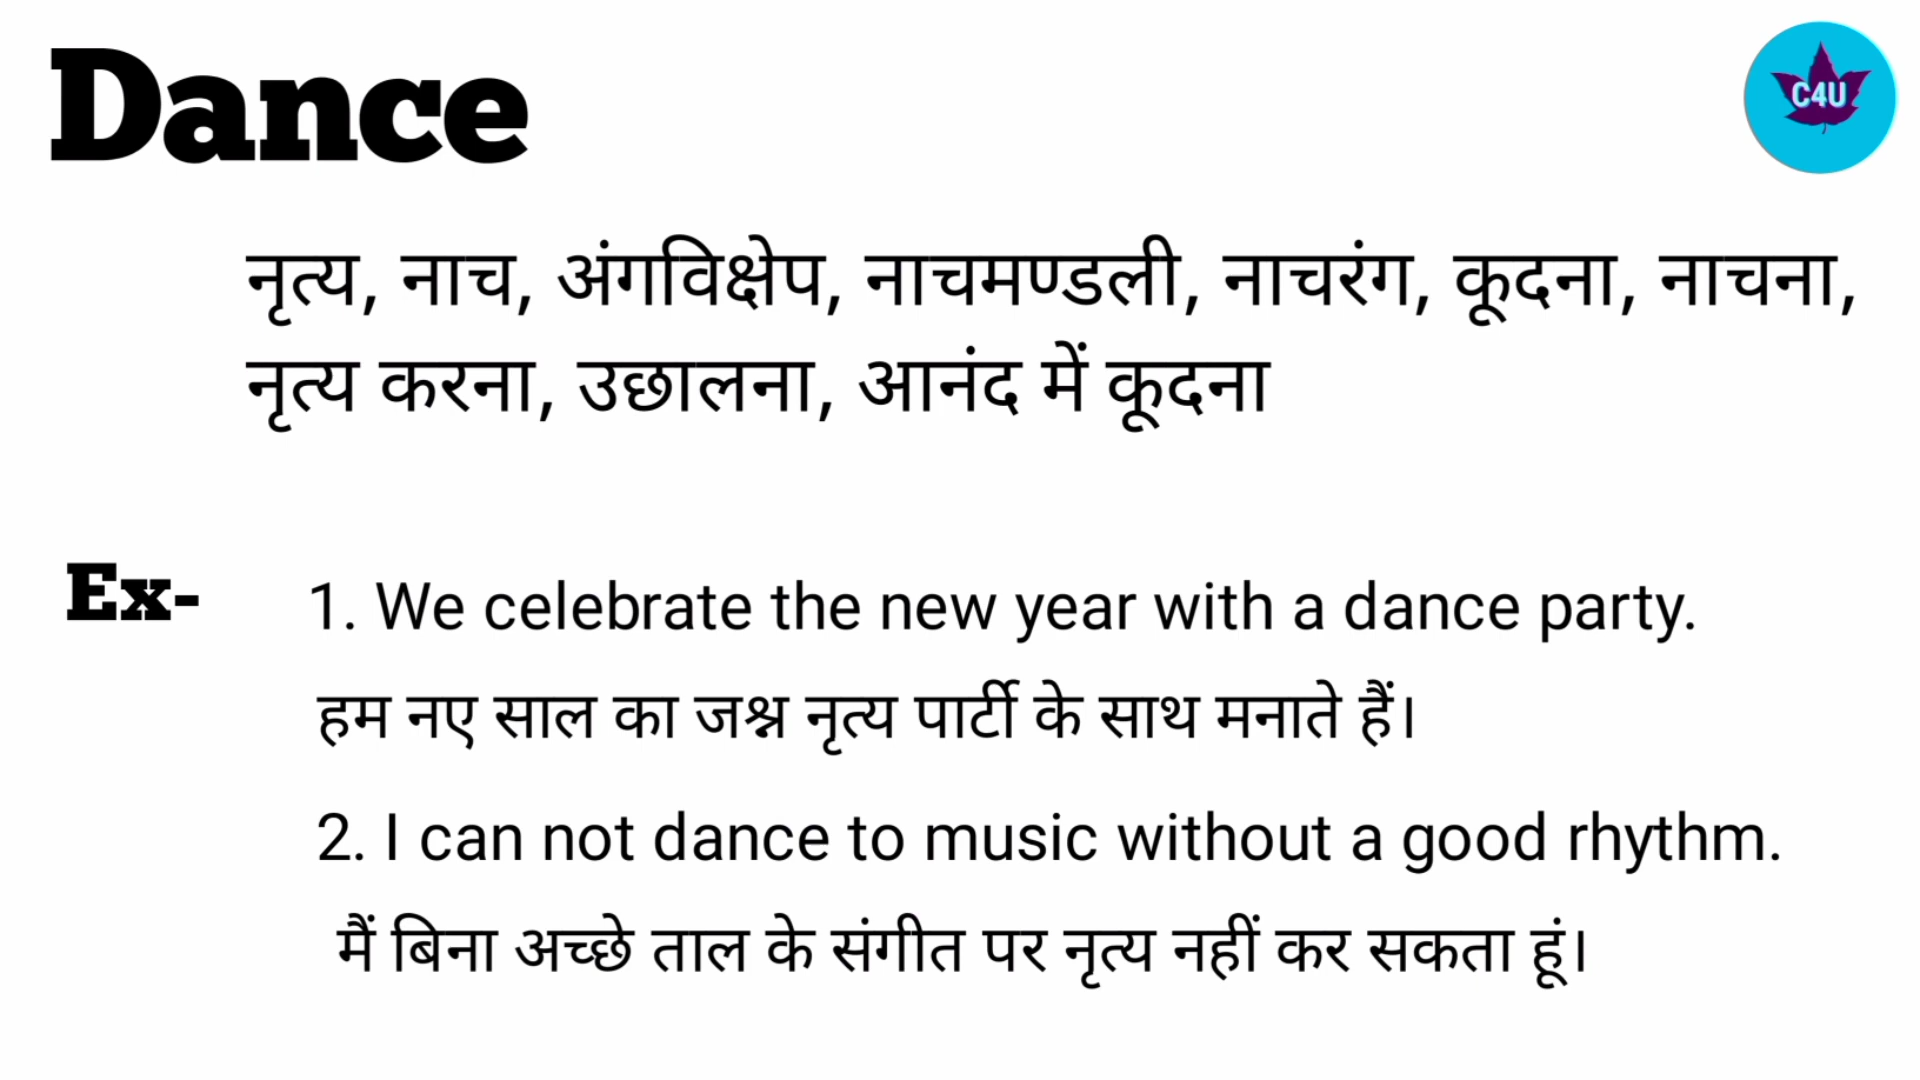 Dance
C4U
नृत्य, नाच, अंगविक्षेप, नाचमण्डली, नाचरंग, कूदना, नाचना,
नृत्य करना, उछालना, आनंद में कूदना
Ex- 1. We celebrate the new year with a dance party.
हम नए साल का जश्न नृत्य पार्टी के साथ मनाते हैं।
2. I can not dance to music without a good rhythm.
मैं बिना अच्छे ताल के संगीत पर नृत्य नहीं कर सकता हूं।